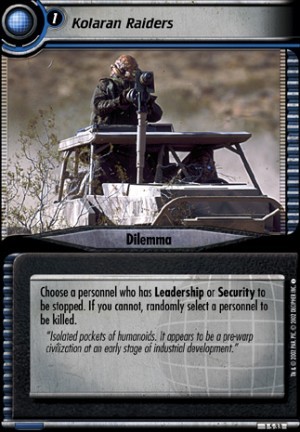 1
Kolaran Raiders
Dilemma
Choose a personnel who has Leadership or Security to
be stopped. If you cannot, randomly select a personnel to
be killed.
"Isolated pockets of humanoids. It appears to be a pre-warp
civilization at an early stage of industrial development."